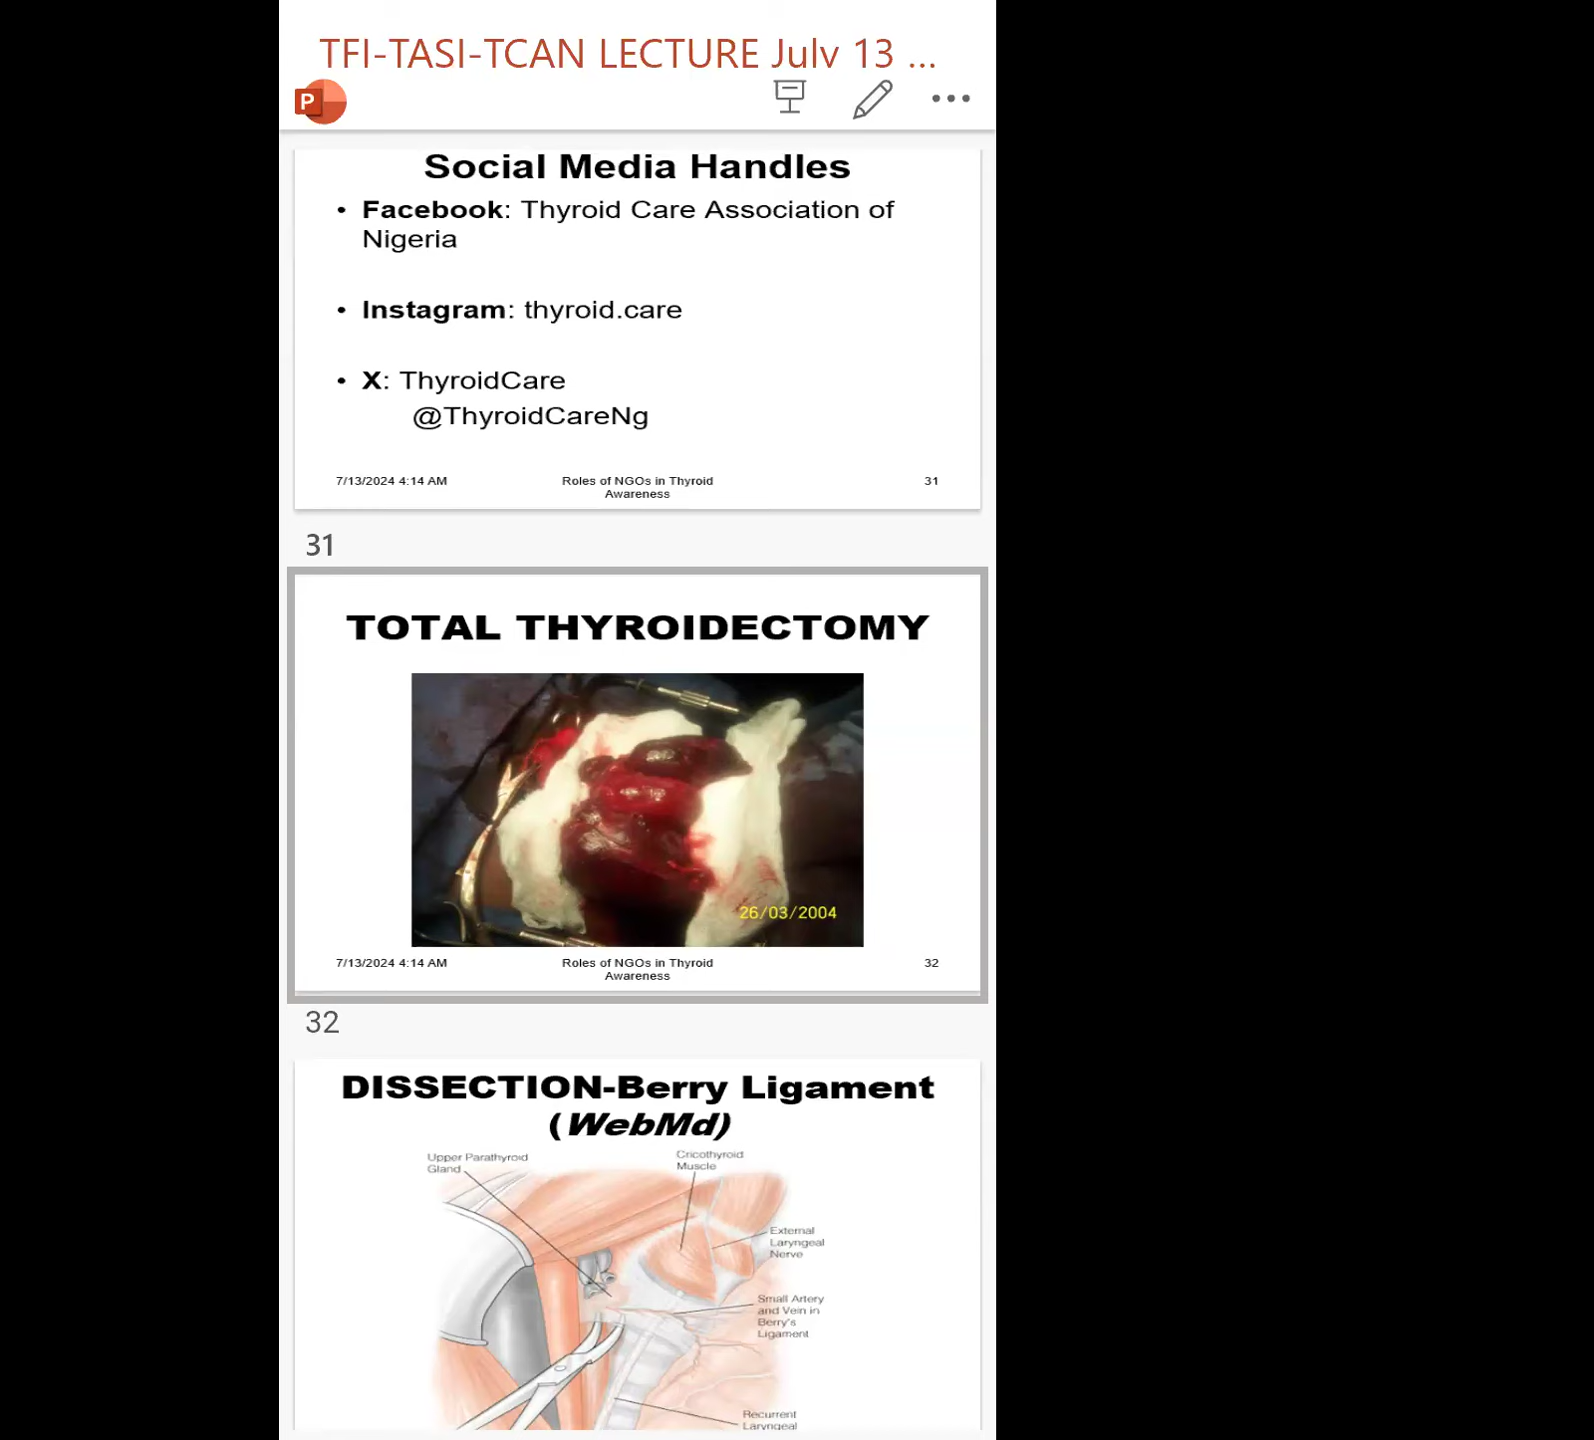 TFI-TASI-TCAN LECTURE July 13 ...
P
Social Media Handles
• Facebook: Thyroid Care Association of
Nigeria
• Instagram: thyroid.care
• X: ThyroidCare
@ThyroidCareNg
7/13/2024 4:14 AM
Roles of NGOs in Thyroid
Awareness
31
31
TOTAL THYROIDECTOMY
26/03/2004
7/13/2024 4:14 AM
Roles of NGOs in Thyroid
Awareness
32
32
DISSECTION-Berry Ligament
(WebMd)
Upper Parathyroid
Gland
Cricothyroid
Muscle
External
Laryngeal
Nerve
Small Artery
and Vein in
Berry's
Ligament
Recurrent
Laryngeal